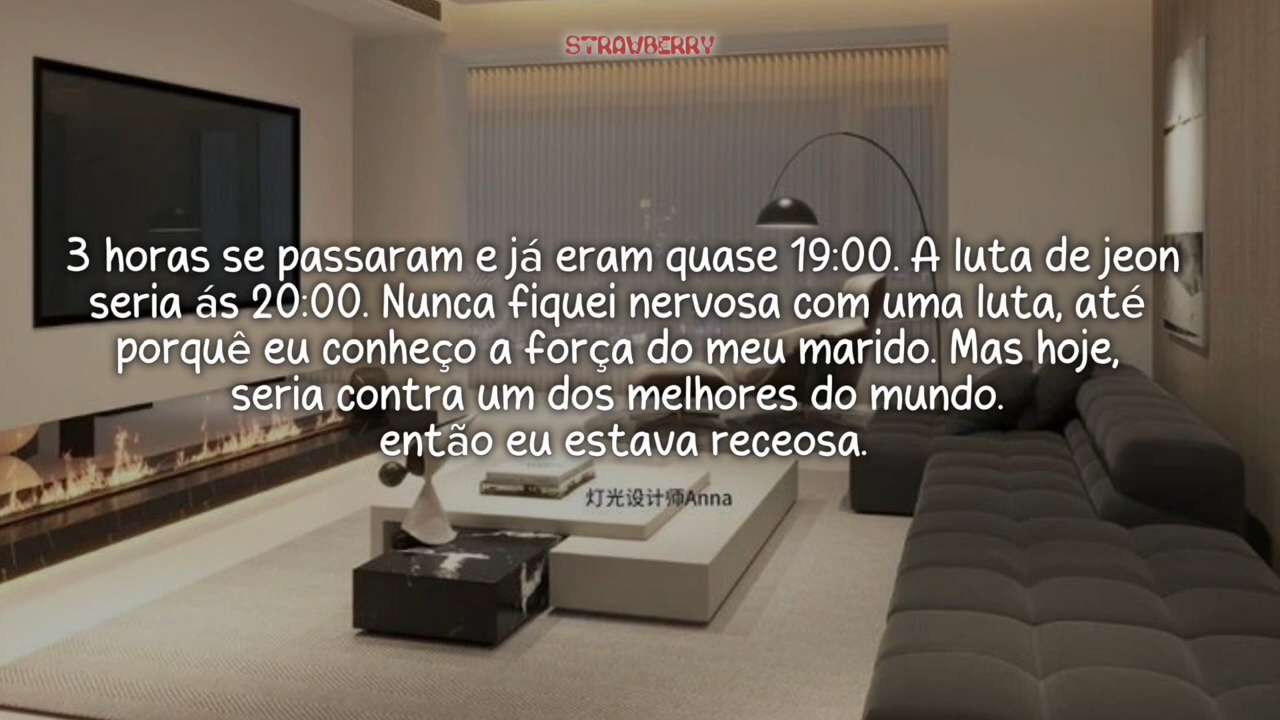 STRAWBERRY
3 horas se passaram e já eram quase 19:00. A luta de jeon
seria ás 20:00. Nunca fiquei nervosa com uma luta, até
porquê eu conheço a força do meu marido. Mas hoje,
seria contra um dos melhores do mundo.
então eu estava receosa.
灯光设计师Anna